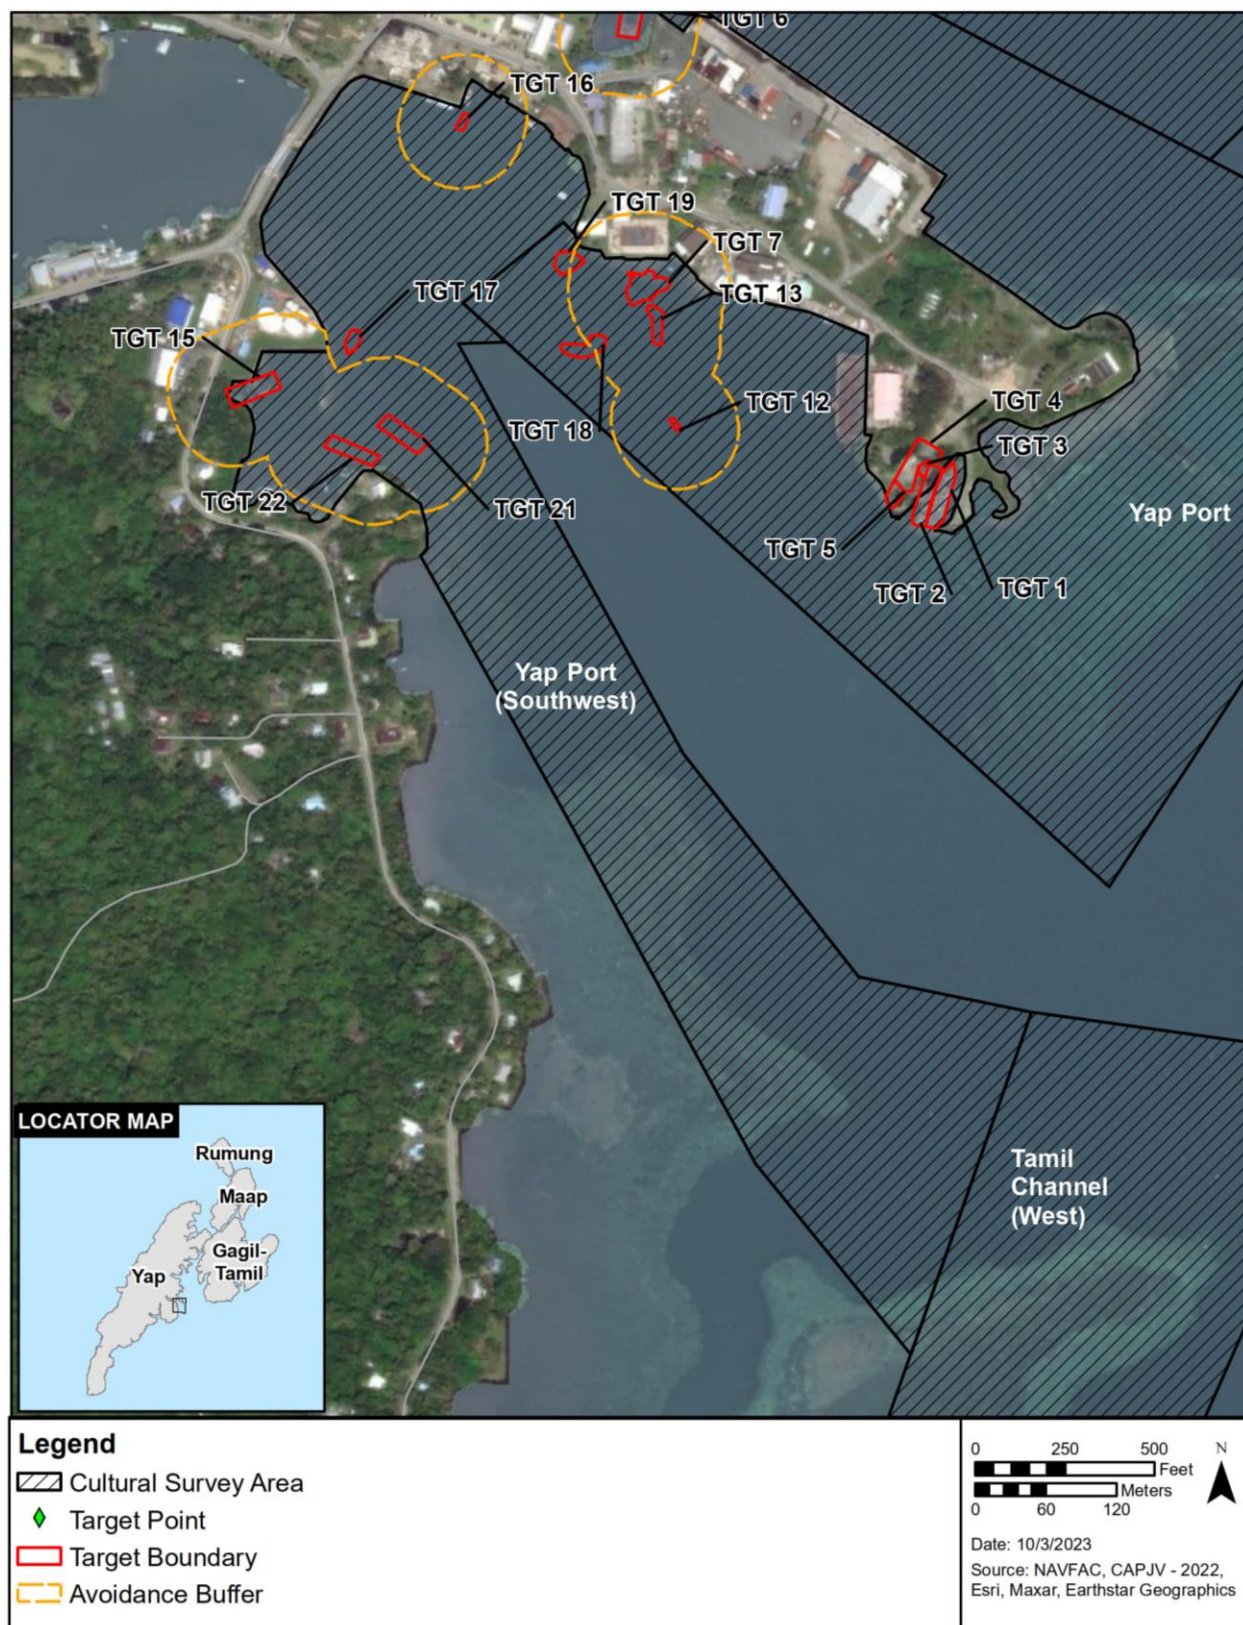 TGT 6
TGT 16
TGT 19
TGT 7
TGT 17
TGT 13
TGT 15
TGT 4
TGT 12
TGT 18
TGT 3
TGT 22
TGT 21
Yap Port
TGT 5
TGT 2
TGT 1
Yap Port
(Southwest)
Tamil
Channel
(West)
LOCATOR MAP
Rumung
Maap
Gagil-
Tamil
Yap
Legend
Cultural Survey Area
Target Point
Target Boundary
Avoidance Buffer
0 250 500
Feet
Meters
0 60 120
N
Date: 10/3/2023
Source: NAVFAC, CAPJV - 2022,
Esri, Maxar, Earthstar Geographics